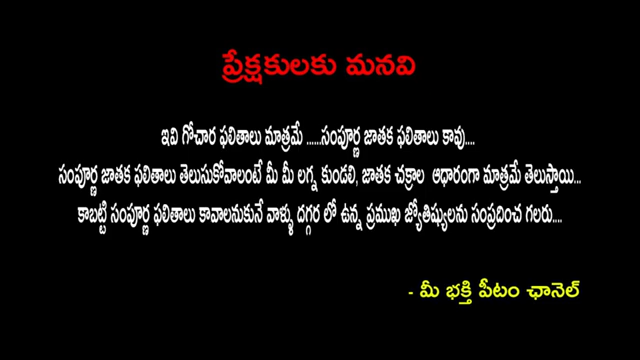 ప్రేక్షకులకు మనవి
ఇవి గోచార ఫలితాలు మాత్రమే ......సంపూర్ణ జాతక ఫలితాలు కావు....
సంపూర్ణ జాతక ఫలితాలు తెలుసుకోవాలంటే మీ మీ లగ్న కుండలి, జాతక చక్రాల ఆధారంగా మాత్రమే తెలుస్తాయి...
కాబట్టి సంపూర్ణ ఫలితాలు కావాలనుకునే వాళ్ళు దగ్గర లో ఉన్న ప్రముఖ జ్యోతిష్యులను సంప్రదించ గలరు....
- మీ భక్తి పీటం ఛానెల్